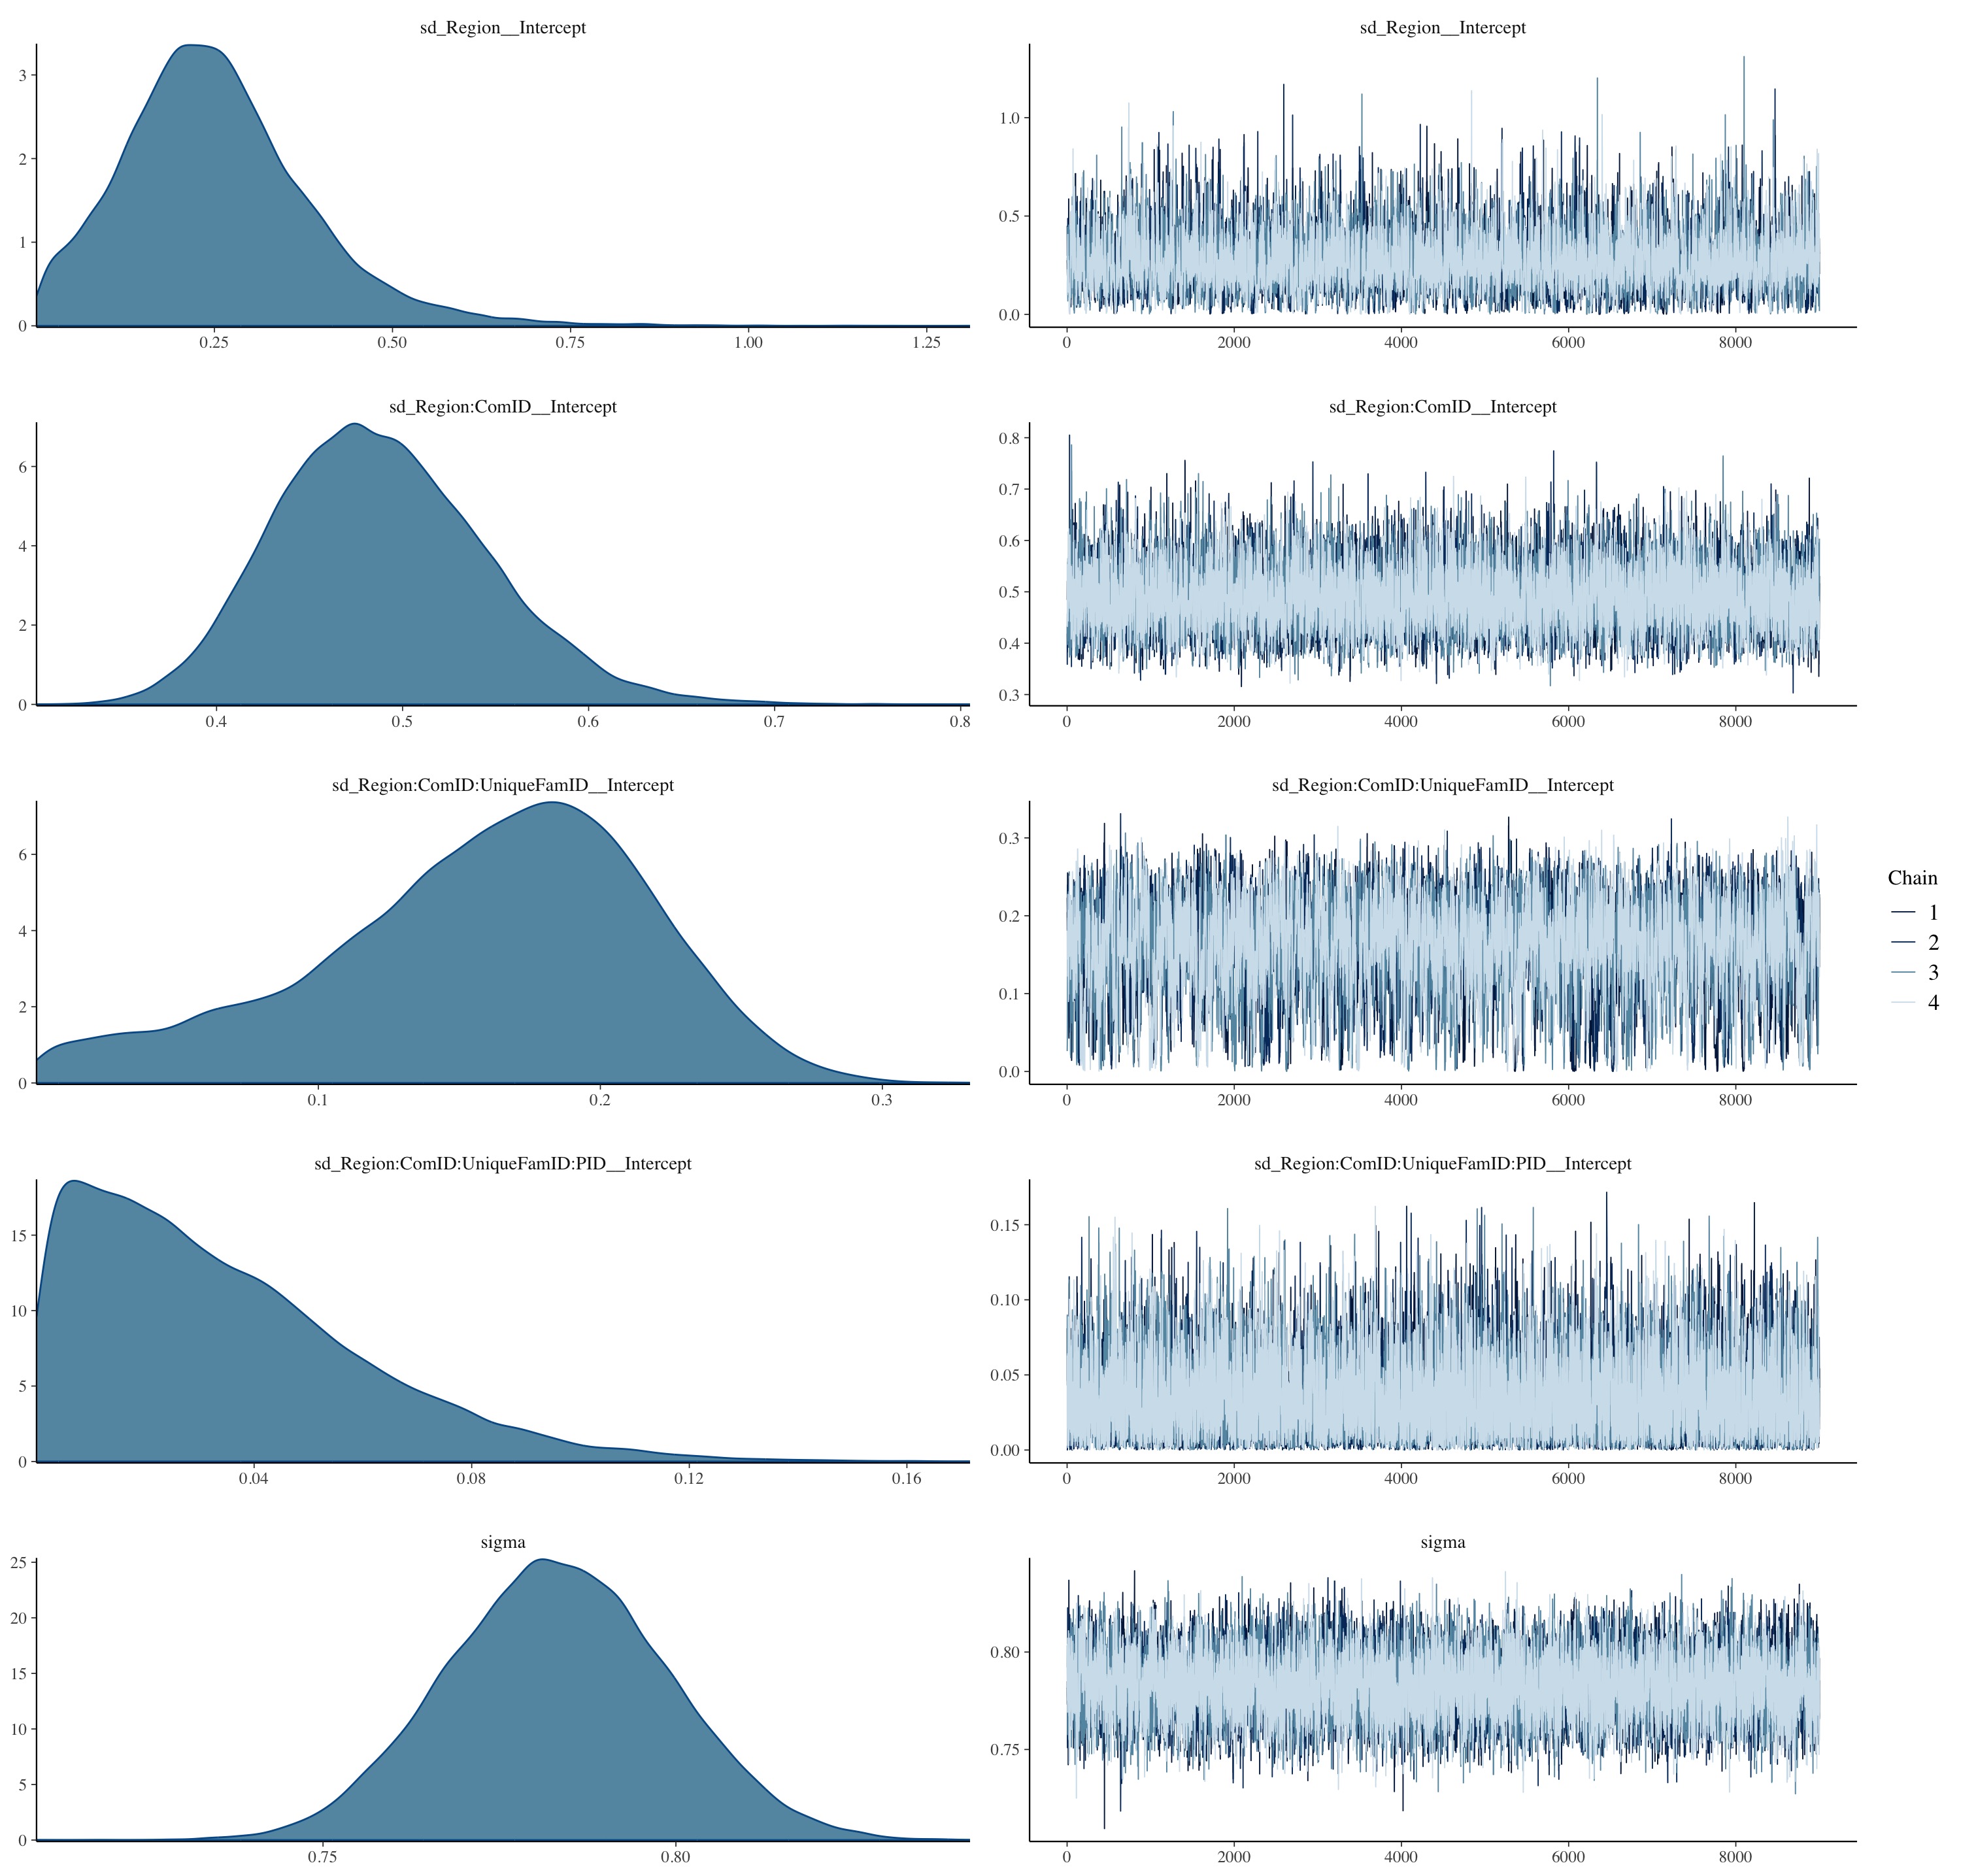 sd_Region__Intercept
3
2
1
0
0.25 0.50 0.75 1.00 1.25
sd_Region__Intercept
1.0
0.5
0.0
0 2000 4000 6000 8000
sd_Region:ComID__Intercept
6
4
2
0
0.4 0.5 0.6 0.7 0.8
sd_Region:ComID__Intercept
0.8
0.7
0.6
0.5
0.4
0.3
0 2000 4000 6000 8000
sd_Region:ComID:UniqueFamID__Intercept
6
4
2
0
0.1 0.2 0.3
sd_Region:ComID:UniqueFamID__Intercept
0.3
0.2
0.1
0.0
0 2000 4000 6000 8000
Chain
1
2
3
4
sd_Region:ComID:UniqueFamID:PID__Intercept
15
10
5
0
0.04 0.08 0.12 0.16
sd_Region:ComID:UniqueFamID:PID__Intercept
0.15
0.10
0.05
0.00
0 2000 4000 6000 8000
sigma
25
20
15
10
5
0
0.75 0.80
sigma
0.80
0.75
0 2000 4000 6000 8000